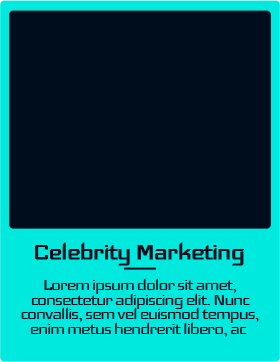 Celebrity Marketing
Lorem ipsum dolor sit amet,
consectetur adipiscing elit. Nunc
convallis, sem vel euismod tempus,
enim metus hendrerit libero, ac